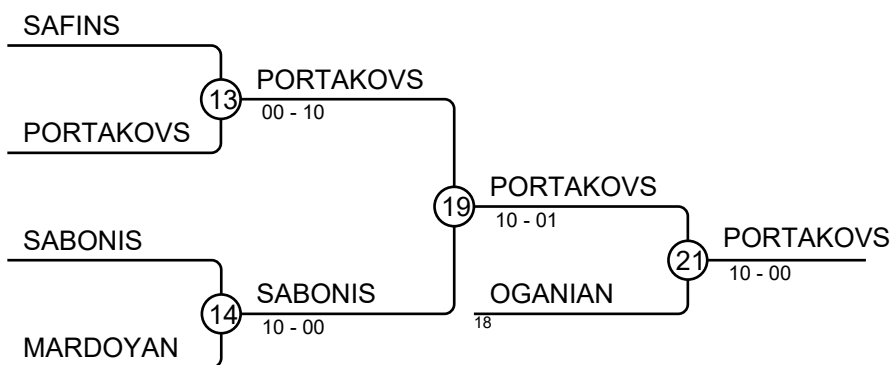 SAFINS
PORTAKOVS
13
00 - 10
PORTAKOVS
PORTAKOVS
19
10 - 01
SABONIS
PORTAKOVS
21
10 - 00
SABONIS
14
10 - 00
OGANIAN
18
MARDOYAN